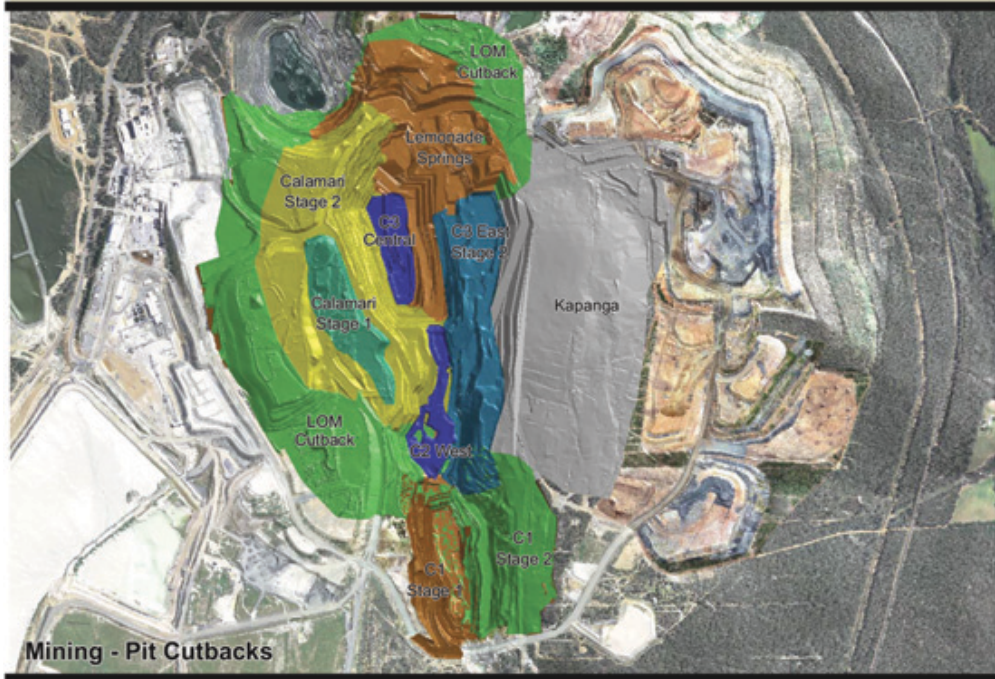 LOM
Cutback
Lemonade
Springs
Calamari
Stage 2
C3
Central
C3 East
Stage 2
Calamari
Stage 1
Kapanga
LOM
Cutback
C2 West
C1
Stage 2
C1
Stage 1
Mining - Pit Cutbacks